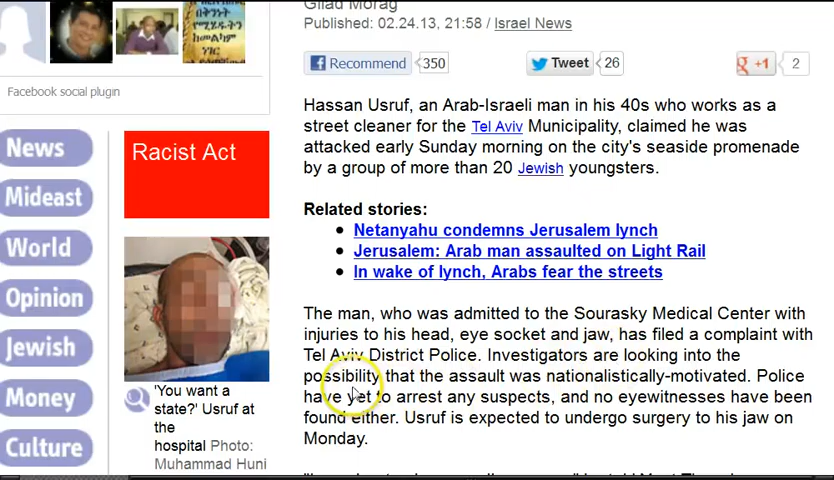 Gilad Morag
Published: 02.24.13, 21:58 / Israel News
Recommend 350
Tweet 26
+1 2
Facebook social plugin
News
Mideast
World
Opinion
Jewish
Money
Culture
Racist Act
'You want a
state?' Usruf at
the
hospital Photo:
Muhammad Huni
Hassan Usruf, an Arab-Israeli man in his 40s who works as a
street cleaner for the Tel Aviv Municipality, claimed he was
attacked early Sunday morning on the city's seaside promenade
by a group of more than 20 Jewish youngsters.
Related stories:
Netanyahu condemns Jerusalem lynch
Jerusalem: Arab man assaulted on Light Rail
In wake of lynch, Arabs fear the streets
The man, who was admitted to the Sourasky Medical Center with
injuries to his head, eye socket and jaw, has filed a complaint with
Tel Aviv District Police. Investigators are looking into the
possibility that the assault was nationalistically-motivated. Police
have yet to arrest any suspects, and no eyewitnesses have been
found either. Usruf is expected to undergo surgery to his jaw on
Monday.